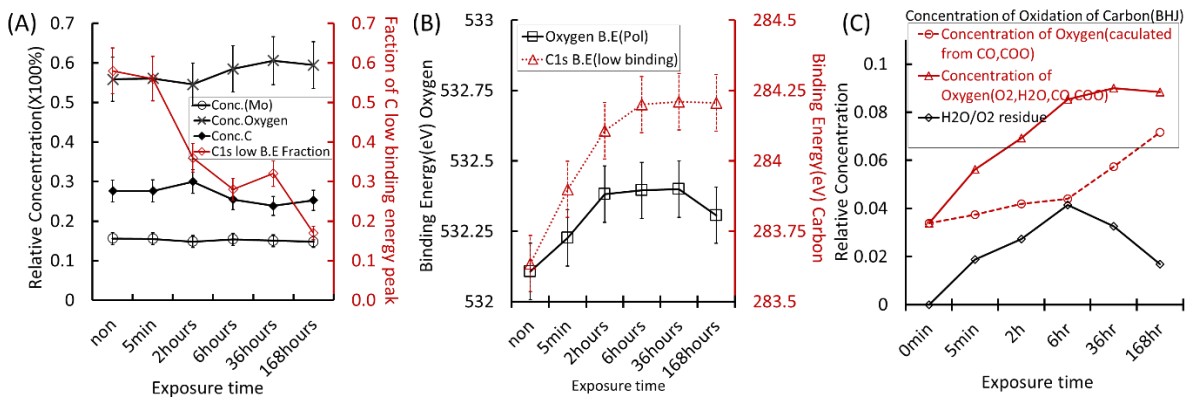 (A)
0.7
0.6
0.5
0.4
0.3
0.2
0.1
0
Relative Concentration(X100%)
Conc.(Mo)
Conc.Oxygen
Conc.C
C1s low B.E Fraction
0.7
0.6
0.5
0.4
0.3
0.2
0.1
0.0
Fraction of C low binding energy peak
non
5min
2hours
6hours
36hours
168hours
Exposure time
(B)
533
532.75
532.5
532.25
532
Binding Energy(eV) Oxygen
Oxygen B.E(Pol)
C1s B.E(low binding)
284.5
284.25
284
283.75
283.5
Binding Energy(eV) Carbon
non
5min
2hours
6hours
36hours
168hours
Exposure time
(C)
Concentration of Oxidation of Carbon(BHJ)
Concentration of Oxygen(caculated
from CO,COO)
Concentration of
Oxygen(O2,H2O,CO,COO)
H2O/O2 residue
0.1
0.08
0.06
0.04
0.02
0
Relative Concentration
0min
5min
2h
6hr
36hr
168hr
Exposure time